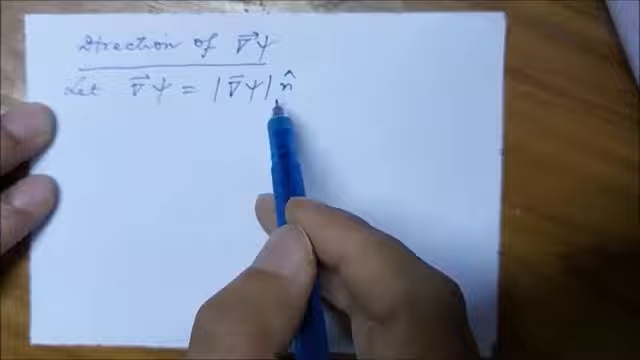 Direction of ∇⃗ψ
Let ∇⃗ψ = |∇⃗ψ| n̂